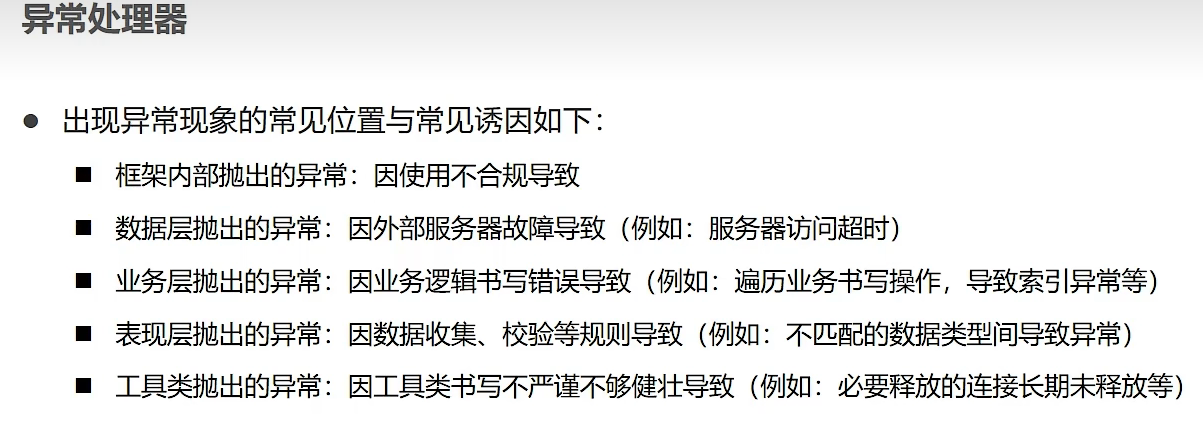 异常处理器
● 出现异常现象的常见位置与常见诱因如下：
■ 框架内部抛出的异常：因使用不合规导致
■ 数据层抛出的异常：因外部服务器故障导致（例如：服务器访问超时）
■ 业务层抛出的异常：因业务逻辑书写错误导致（例如：遍历业务书写操作，导致索引异常等）
■ 表现层抛出的异常：因数据收集、校验等规则导致（例如：不匹配的数据类型间导致异常）
■ 工具类抛出的异常：因工具类书写不严谨不够健壮导致（例如：必要释放的连接长期未释放等）